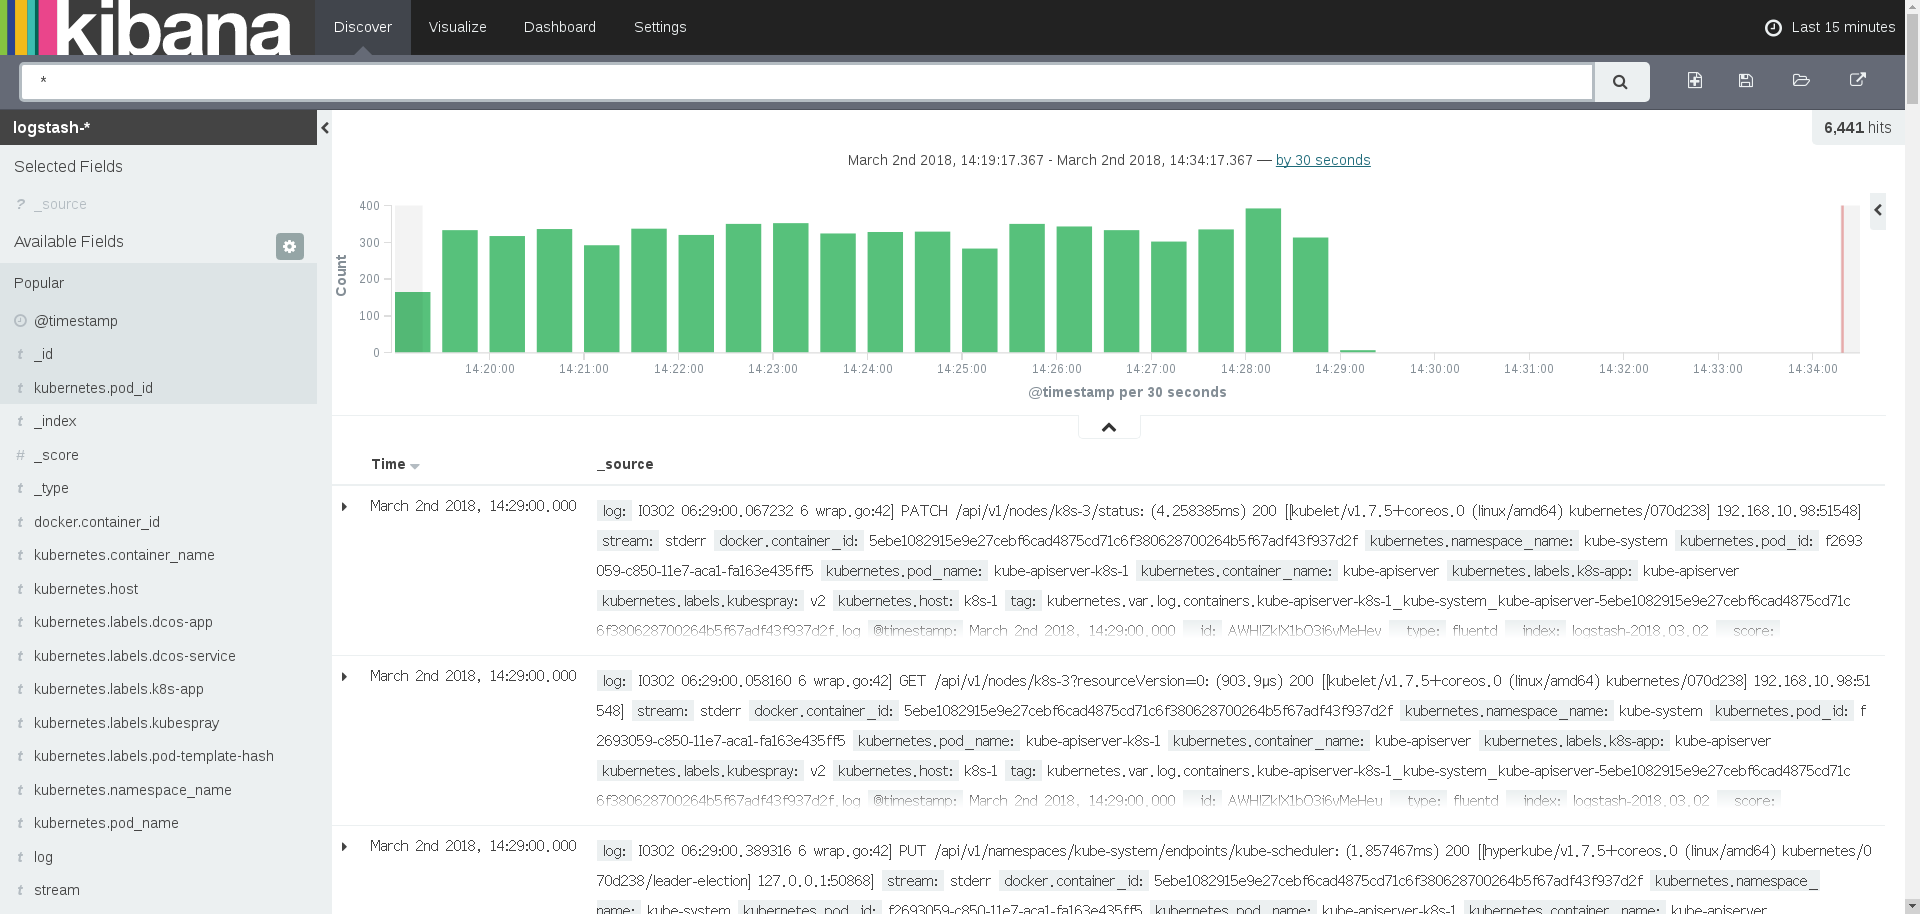 kibana
Discover Visualize Dashboard Settings Last 15 minutes
*
logstash-*
6,441 hits
Selected Fields
? _source
Available Fields
Popular
@timestamp
t _id
t kubernetes.pod_id
t _index
# _score
t _type
t docker.container_id
t kubernetes.container_name
t kubernetes.host
t kubernetes.labels.dcos-app
t kubernetes.labels.dcos-service
t kubernetes.labels.k8s-app
t kubernetes.labels.kubespray
t kubernetes.labels.pod-template-hash
t kubernetes.namespace_name
t kubernetes.pod_name
t log
t stream
March 2nd 2018, 14:19:17.367 - March 2nd 2018, 14:34:17.367 — by 30 seconds
Count
400
300
200
100
0
14:20:00 14:21:00 14:22:00 14:23:00 14:24:00 14:25:00 14:26:00 14:27:00 14:28:00 14:29:00 14:30:00 14:31:00 14:32:00 14:33:00 14:34:00
@timestamp per 30 seconds
Time _source
March 2nd 2018, 14:29:00.000 log: I0302 06:29:00.067232 6 wrap.go:42] PATCH /api/v1/nodes/k8s-3/status: (4.258385ms) 200 [[kubelet/v1.7.5+coreos.0 (linux/amd64) kubernetes/070d238] 192.168.10.98:51548]
stream: stderr docker.container_id: 5ebe1082915e9e27cebf6cad4875cd71c6f380628700264b5f67adf43f937d2f kubernetes.namespace_name: kube-system kubernetes.pod_id: f2693
059-c850-11e7-aca1-fa163e435ff5 kubernetes.pod_name: kube-apiserver-k8s-1 kubernetes.container_name: kube-apiserver kubernetes.labels.k8s-app: kube-apiserver
kubernetes.labels.kubespray: v2 kubernetes.host: k8s-1 tag: kubernetes.var.log.containers.kube-apiserver-k8s-1_kube-system_kube-apiserver-5ebe1082915e9e27cebf6cad4875cd71c
6f380628700264b5f67adf43f937d2f.log @timestamp: March 2nd 2018, 14:29:00.000 _id: _type: fluentd _index: logstash-2018.03.02 _score:
March 2nd 2018, 14:29:00.000 log: I0302 06:29:00.058160 6 wrap.go:42] GET /api/v1/nodes/k8s-3?resourceVersion=0: (903.9µs) 200 [[kubelet/v1.7.5+coreos.0 (linux/amd64) kubernetes/070d238] 192.168.10.98:51
548] stream: stderr docker.container_id: 5ebe1082915e9e27cebf6cad4875cd71c6f380628700264b5f67adf43f937d2f kubernetes.namespace_name: kube-system kubernetes.pod_id: f
2693059-c850-11e7-aca1-fa163e435ff5 kubernetes.pod_name: kube-apiserver-k8s-1 kubernetes.container_name: kube-apiserver kubernetes.labels.k8s-app: kube-apiserver
kubernetes.labels.kubespray: v2 kubernetes.host: k8s-1 tag: kubernetes.var.log.containers.kube-apiserver-k8s-1_kube-system_kube-apiserver-5ebe1082915e9e27cebf6cad4875cd71c
6f380628700264b5f67adf43f937d2f.log @timestamp: March 2nd 2018, 14:29:00.000 _id: _type: fluentd _index: logstash-2018.03.02 _score:
March 2nd 2018, 14:29:00.000 log: I0302 06:29:00.389316 6 wrap.go:42] PUT /api/v1/namespaces/kube-system/endpoints/kube-scheduler: (1.857467ms) 200 [[hyperkube/v1.7.5+coreos.0 (linux/amd64) kubernetes/0
70d238/leader-election] 127.0.0.1:50868] stream: stderr docker.container_id: 5ebe1082915e9e27cebf6cad4875cd71c6f380628700264b5f67adf43f937d2f kubernetes.namespace_
name: kube-system kubernetes.pod_id: f2693059-c850-11e7-aca1-fa163e435ff5 kubernetes.pod_name: kube-apiserver-k8s-1 kubernetes.container_name: kube-apiserver